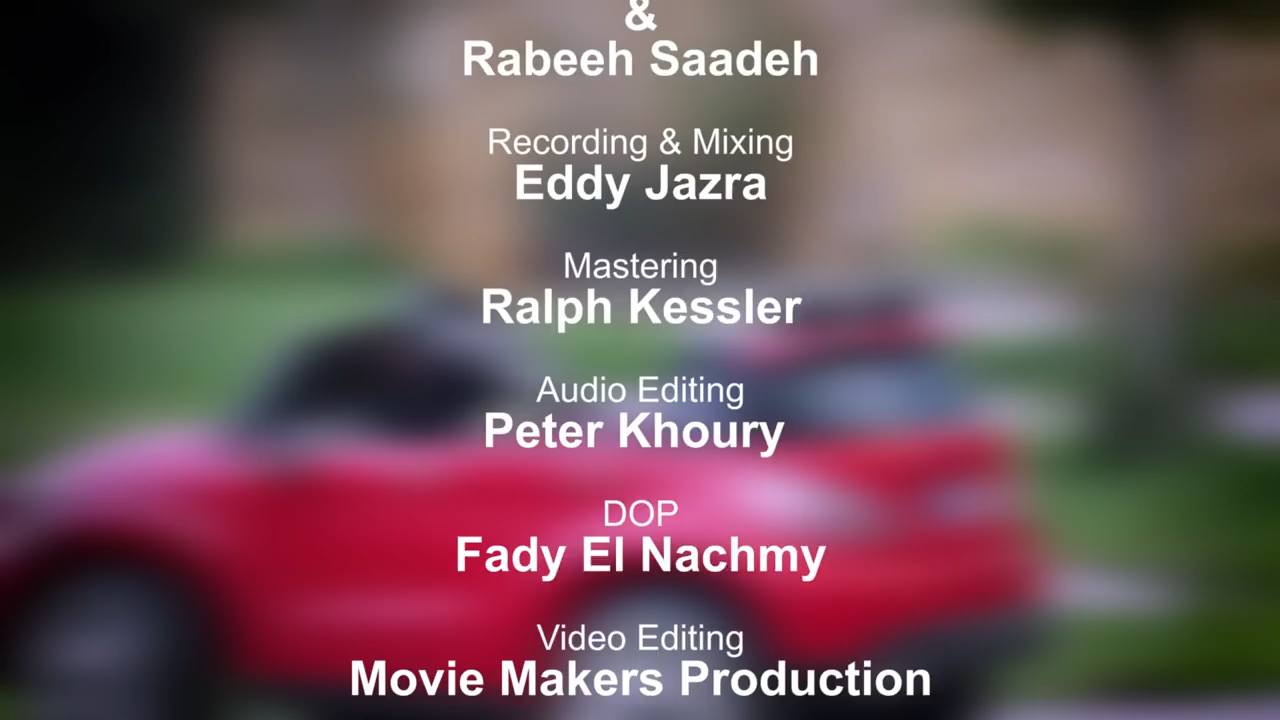 &
Rabeeh Saadeh
Recording & Mixing
Eddy Jazra
Mastering
Ralph Kessler
Audio Editing
Peter Khoury
DOP
Fady El Nachmy
Video Editing
Movie Makers Production